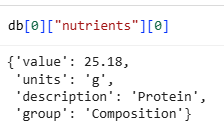 db[0]["nutrients"][0]
{'value': 25.18,
 'units': 'g',
 'description': 'Protein',
 'group': 'Composition'}